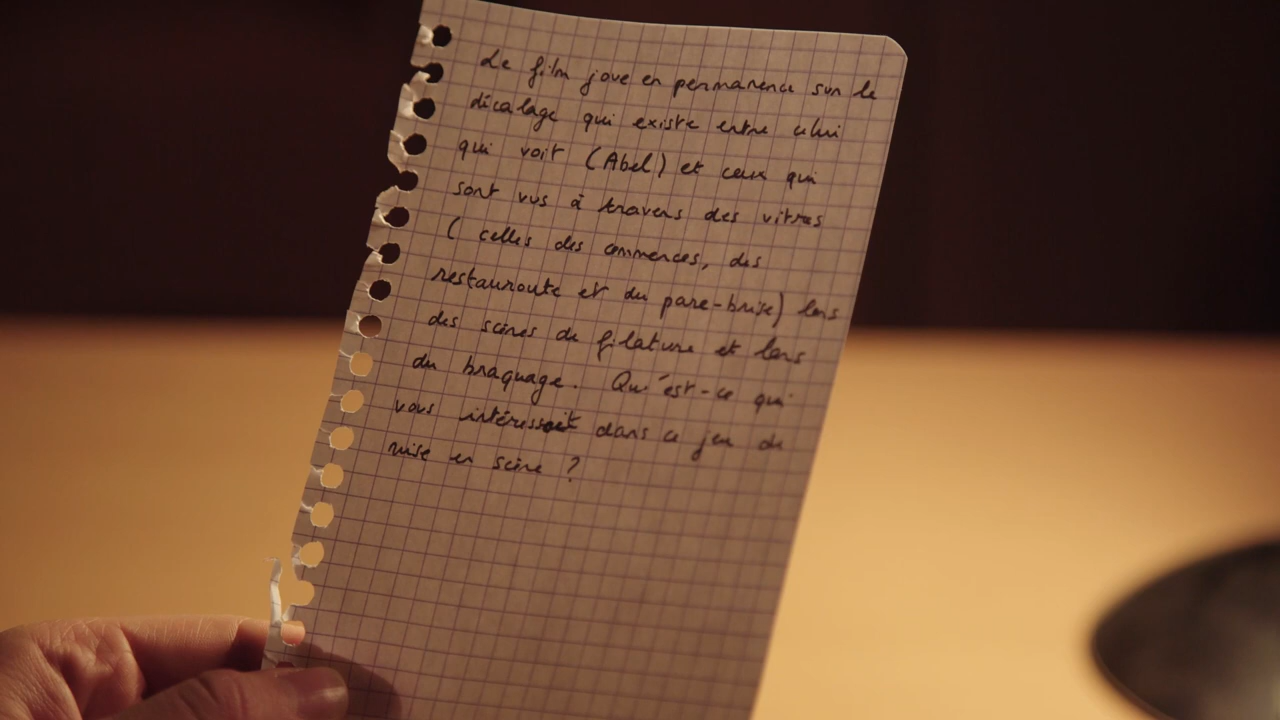 Le film joue en permanence sur le
décalage qui existe entre celui
qui voit (Abel) et ceux qui
sont vus à travers des vitres
( celles des commerces, des
restauroute et du pare-brise) lors
des scènes de filature et lors
du braquage. Qu'est-ce qui
vous intéressait dans ce jeu de
mise en scène ?